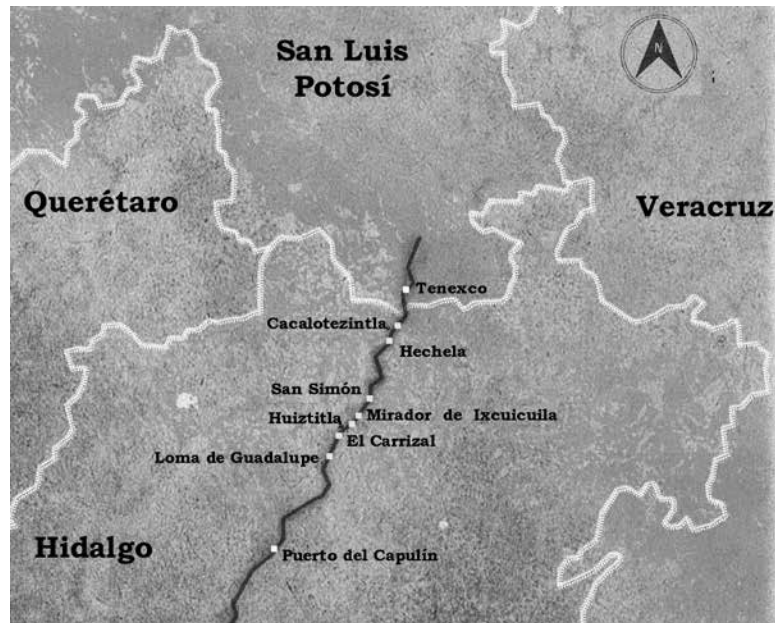 San Luis
Potosí
N
Querétaro
Veracruz
Tenexco
Cacalotezintla
Hechela
San Simón
Mirador de Ixcuicuila
Huiztitla
El Carrizal
Loma de Guadalupe
Hidalgo
Puerto del Capulín